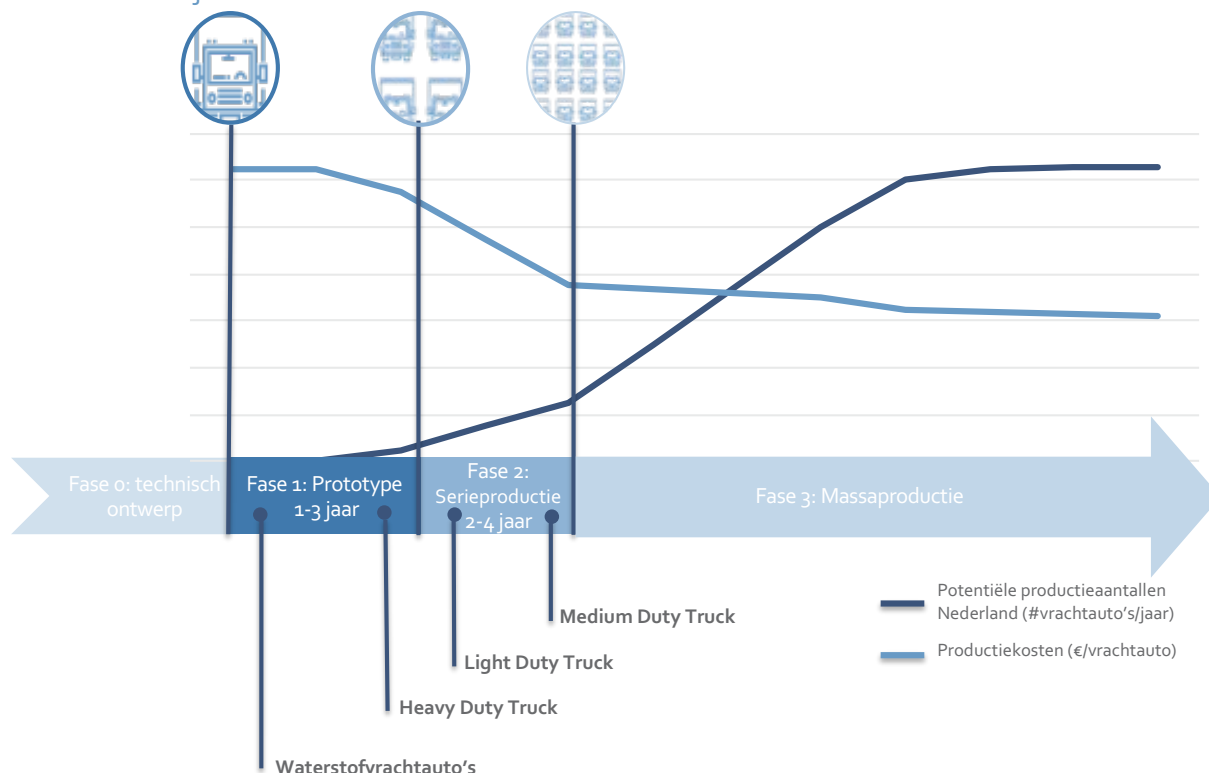 Fase 0: technisch
ontwerp
Fase 1: Prototype
1-3 jaar
Fase 2:
Serieproductie
2-4 jaar
Fase 3: Massaproductie
Potentiële productieaantallen
Nederland (#vrachtauto's/jaar)
Productiekosten (€/vrachtauto)
Medium Duty Truck
Light Duty Truck
Heavy Duty Truck
Waterstofvrachtauto's